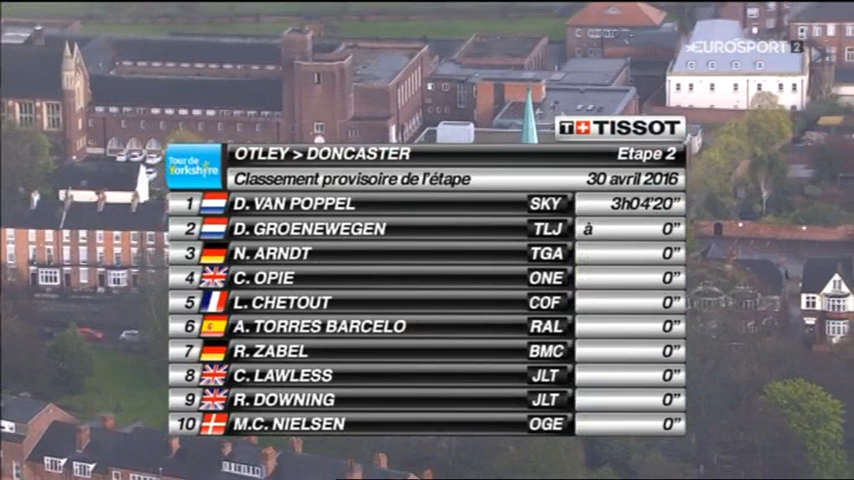 EUROSPORT 2
T+TISSOT
Tour de Yorkshire
OTLEY > DONCASTER Etape 2
Classement provisoire de l'étape 30 avril 2016
1 D. VAN POPPEL SKY 3h04'20"
2 D. GROENEWEGEN TLJ à 0"
3 N. ARNDT TGA 0"
4 C. OPIE ONE 0"
5 L. CHETOUT COF 0"
6 A. TORRES BARCELO RAL 0"
7 R. ZABEL BMC 0"
8 C. LAWLESS JLT 0"
9 R. DOWNING JLT 0"
10 M.C. NIELSEN OGE 0"